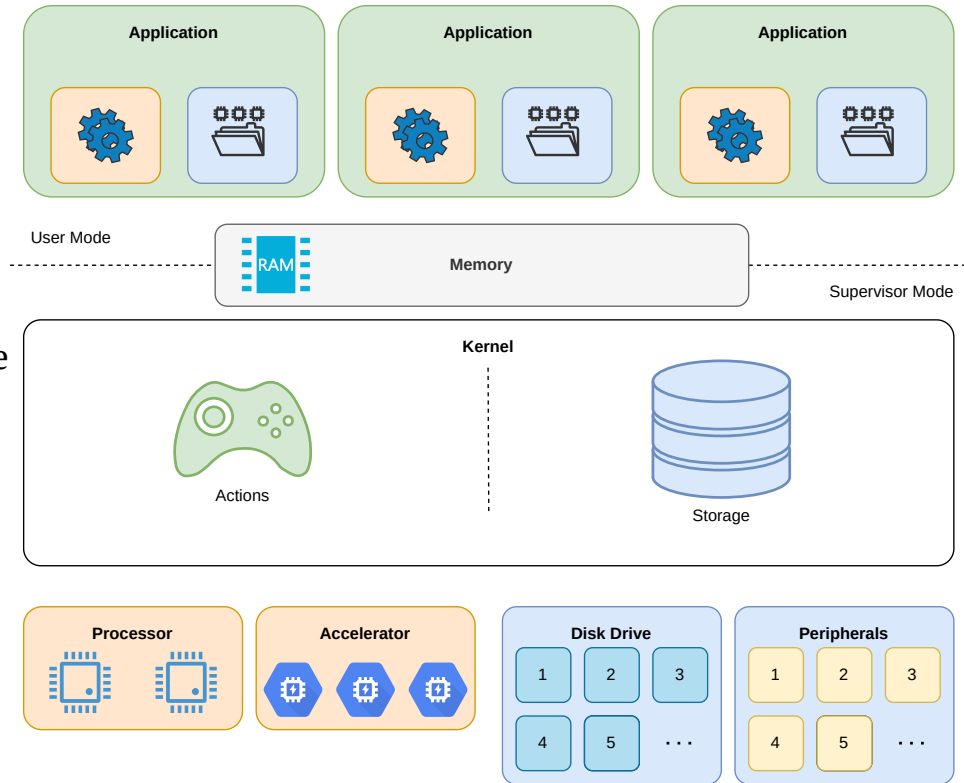 Application
Application
Application
User Mode
RAM
Memory
Supervisor Mode
e
Kernel
Actions
Storage
Processor
Accelerator
Disk Drive
1 2 3
4 5 ...
Peripherals
1 2 3
4 5 ...